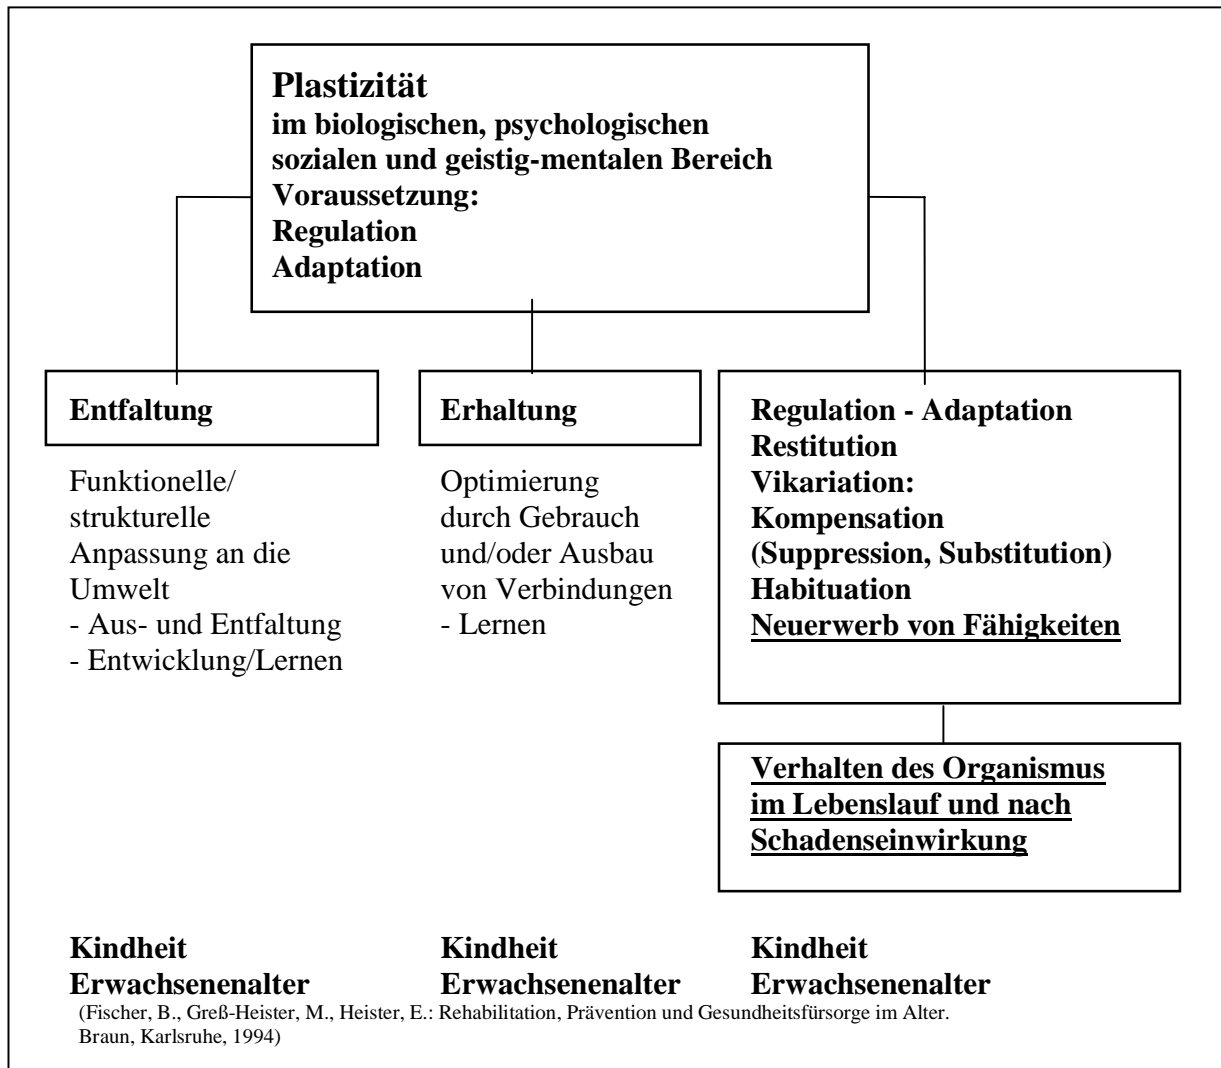 Plastizität
im biologischen, psychologischen
sozialen und geistig-mentalen Bereich
Voraussetzung:
Regulation
Adaptation
Entfaltung
Funktionelle/
strukturelle
Anpassung an die
Umwelt
- Aus- und Entfaltung
- Entwicklung/Lernen
Erhaltung
Optimierung
durch Gebrauch
und/oder Ausbau
von Verbindungen
- Lernen
Regulation - Adaptation
Restitution
Vikariation:
Kompensation
(Suppression, Substitution)
Habituation
Neuerwerb von Fähigkeiten
Verhalten des Organismus
im Lebenslauf und nach
Schadenseinwirkung
Kindheit
Erwachsenenalter
Kindheit
Erwachsenenalter
Kindheit
Erwachsenenalter
(Fischer, B., Greß-Heister, M., Heister, E.: Rehabilitation, Prävention und Gesundheitsfürsorge im Alter.
Braun, Karlsruhe, 1994)